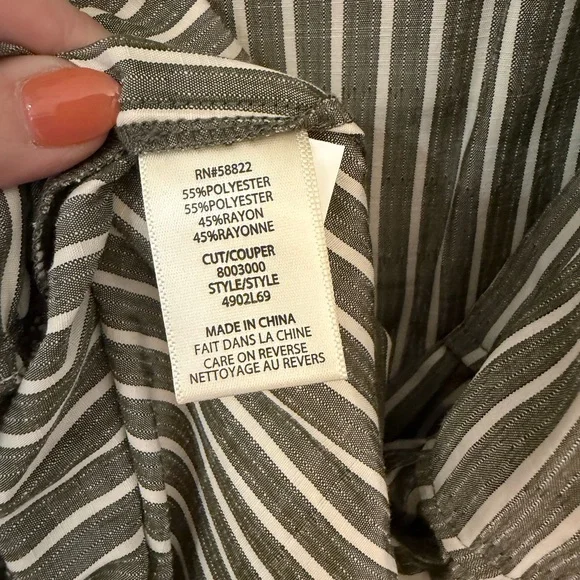 RN#58822
55%POLYESTER
55%POLYESTER
45%RAYON
45%RAYONNE
CUT/COUPER
8003000
STYLE/STYLE
4902L69
MADE IN CHINA
FAIT DANS LA CHINE
CARE ON REVERSE
NETTOYAGE AU REVERS